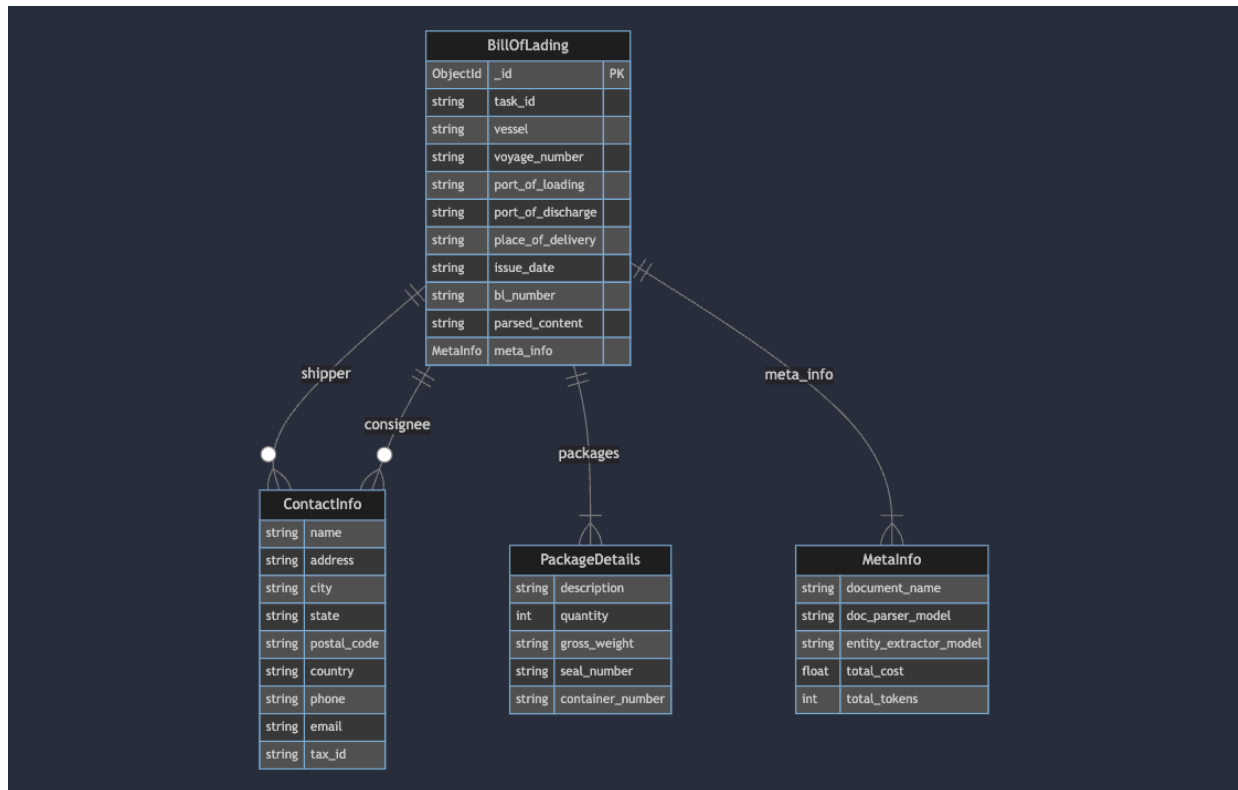 BillOfLading
ObjectId _id PK
string task_id
string vessel
string voyage_number
string port_of_loading
string port_of_discharge
string place_of_delivery
string issue_date
string bl_number
string parsed_content
MetaInfo meta_info
shipper
consignee
packages
meta_info
ContactInfo
string name
string address
string city
string state
string postal_code
string country
string phone
string email
string tax_id
PackageDetails
string description
int quantity
string gross_weight
string seal_number
string container_number
MetaInfo
string document_name
string doc_parser_model
string entity_extractor_model
float total_cost
int total_tokens